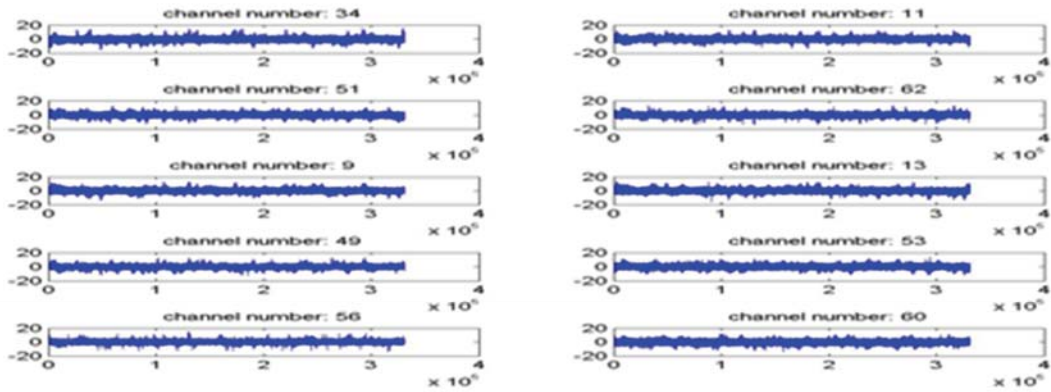 channel number: 34
20
0
-20
0 1 2 3 4
x 10⁵
channel number: 51
20
0
-20
0 1 2 3 4
x 10⁵
channel number: 9
20
0
-20
0 1 2 3 4
x 10⁵
channel number: 49
20
0
-20
0 1 2 3 4
x 10⁵
channel number: 56
20
0
-20
0 1 2 3 4
x 10⁵
channel number: 11
20
0
-20
0 1 2 3 4
x 10⁵
channel number: 62
20
0
-20
0 1 2 3 4
x 10⁵
channel number: 13
20
0
-20
0 1 2 3 4
x 10⁵
channel number: 53
20
0
-20
0 1 2 3 4
x 10⁵
channel number: 60
20
0
-20
0 1 2 3 4
x 10⁵